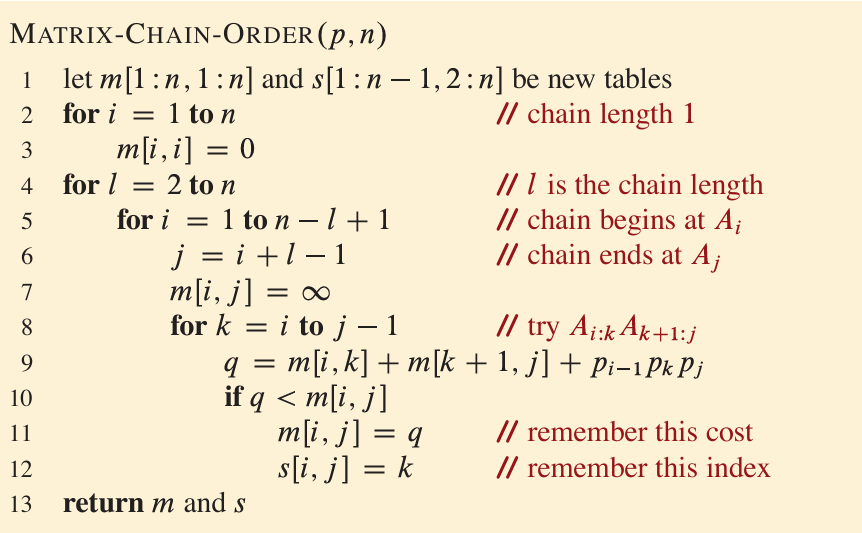 MATRIX-CHAIN-ORDER(p, n)
1 let m[1:n, 1:n] and s[1:n − 1, 2:n] be new tables
2 for i = 1 to n // chain length 1
3 m[i, i] = 0
4 for l = 2 to n // l is the chain length
5 for i = 1 to n − l + 1 // chain begins at Aᵢ
6 j = i + l − 1 // chain ends at Aⱼ
7 m[i, j] = ∞
8 for k = i to j − 1 // try A_{i:k} A_{k+1:j}
9 q = m[i, k] + m[k + 1, j] + p_{i−1} p_k p_j
10 if q < m[i, j]
11 m[i, j] = q // remember this cost
12 s[i, j] = k // remember this index
13 return m and s